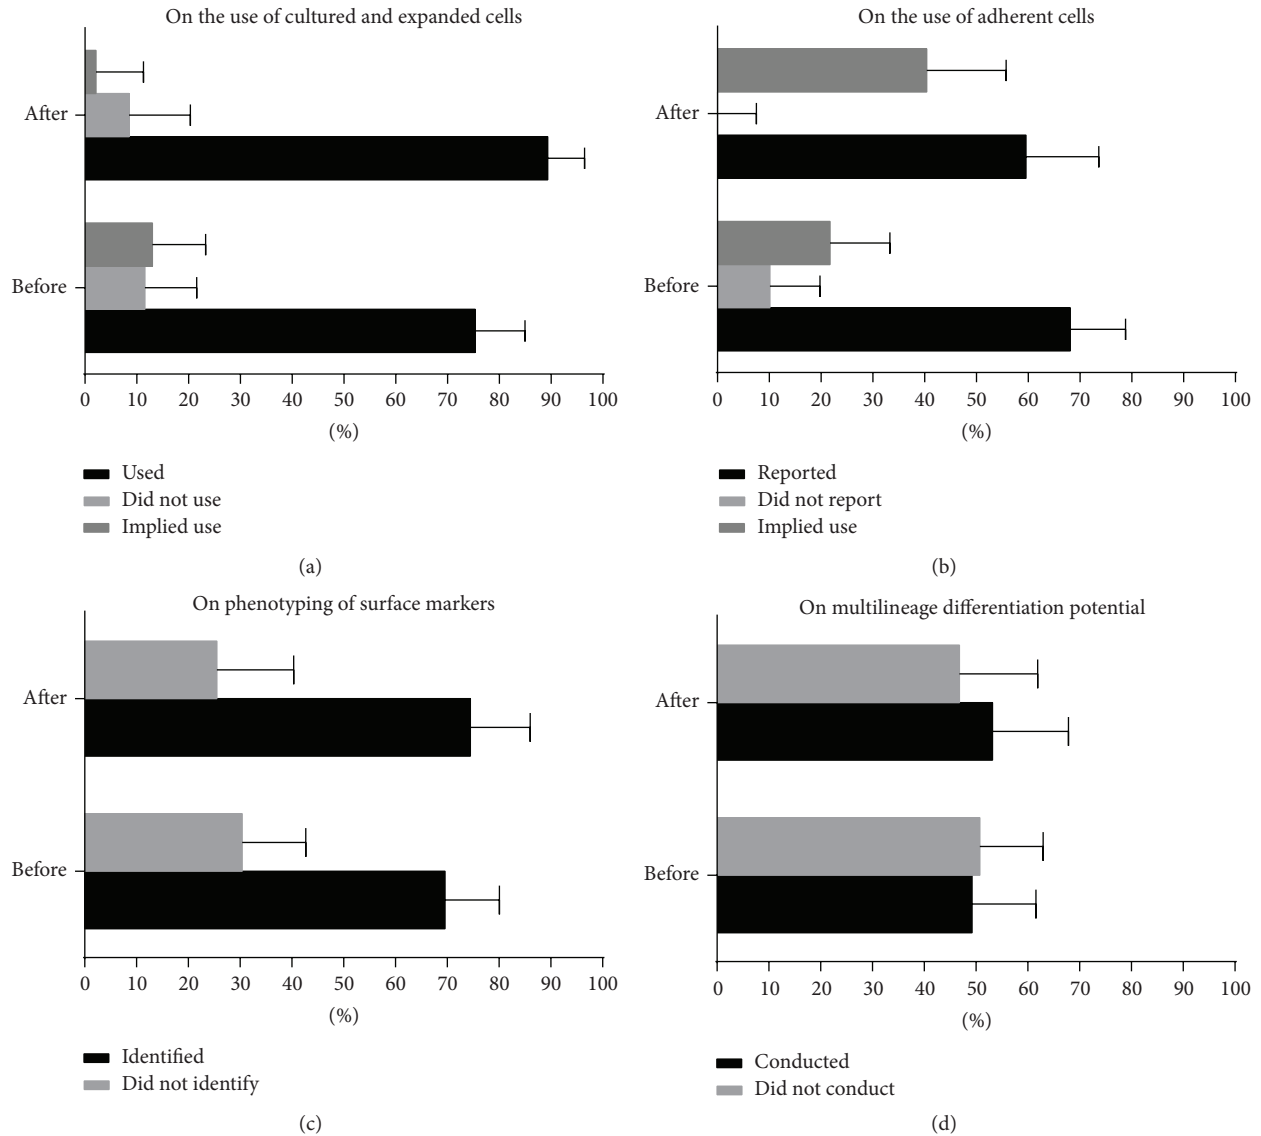 On the use of cultured and expanded cells
After
Before
0 10 20 30 40 50 60 70 80 90 100
(%)
Used
Did not use
Implied use
(a)
On the use of adherent cells
After
Before
0 10 20 30 40 50 60 70 80 90 100
(%)
Reported
Did not report
Implied use
(b)
On phenotyping of surface markers
After
Before
0 10 20 30 40 50 60 70 80 90 100
(%)
Identified
Did not identify
(c)
On multilineage differentiation potential
After
Before
0 10 20 30 40 50 60 70 80 90 100
(%)
Conducted
Did not conduct
(d)